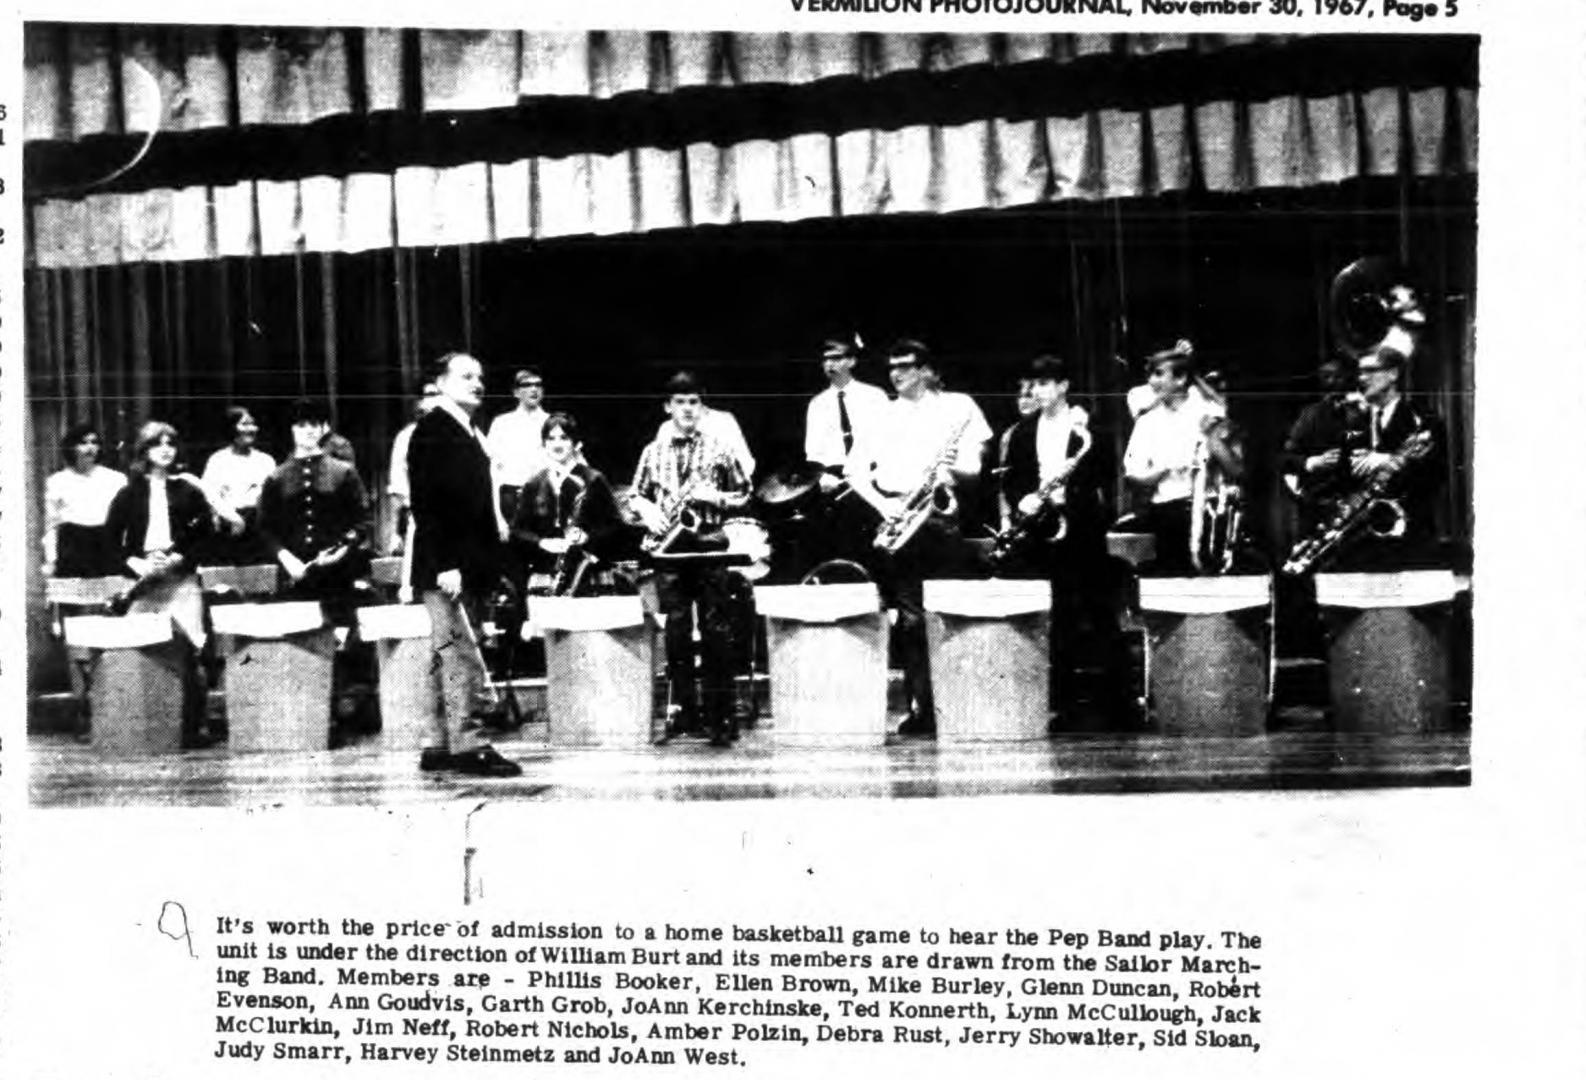 VERMILION PHOTOJOURNAL, November 30, 1967, Page 5
It's worth the price of admission to a home basketball game to hear the Pep Band play. The
unit is under the direction of William Burt and its members are drawn from the Sailor March-
ing Band. Members are - Phillis Booker, Ellen Brown, Mike Burley, Glenn Duncan, Robert
Evenson, Ann Goudvis, Garth Grob, JoAnn Kerchinske, Ted Konnerth, Lynn McCullough, Jack
McClurkin, Jim Neff, Robert Nichols, Amber Polzin, Debra Rust, Jerry Showalter, Sid Sloan,
Judy Smarr, Harvey Steinmetz and JoAnn West.